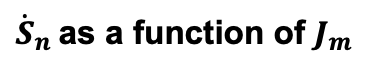 Ṡₙ as a function of Jₘ